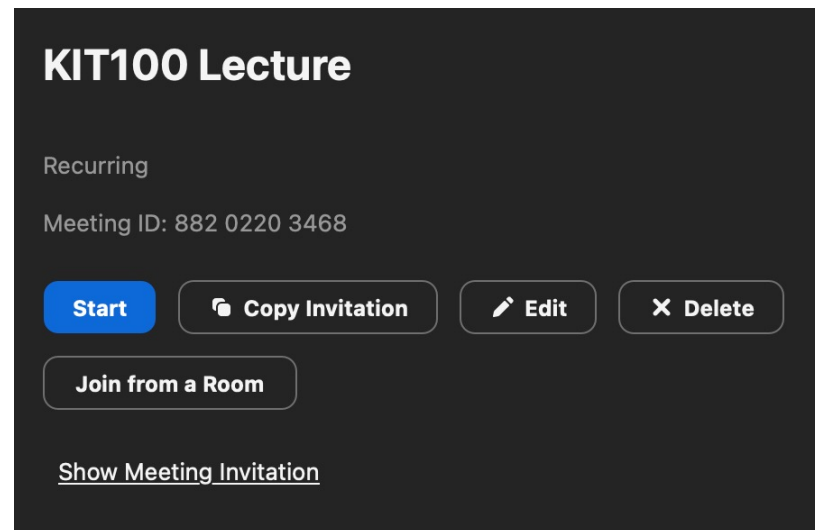 KIT100 Lecture
Recurring
Meeting ID: 882 0220 3468
Start Copy Invitation Edit Delete
Join from a Room
Show Meeting Invitation